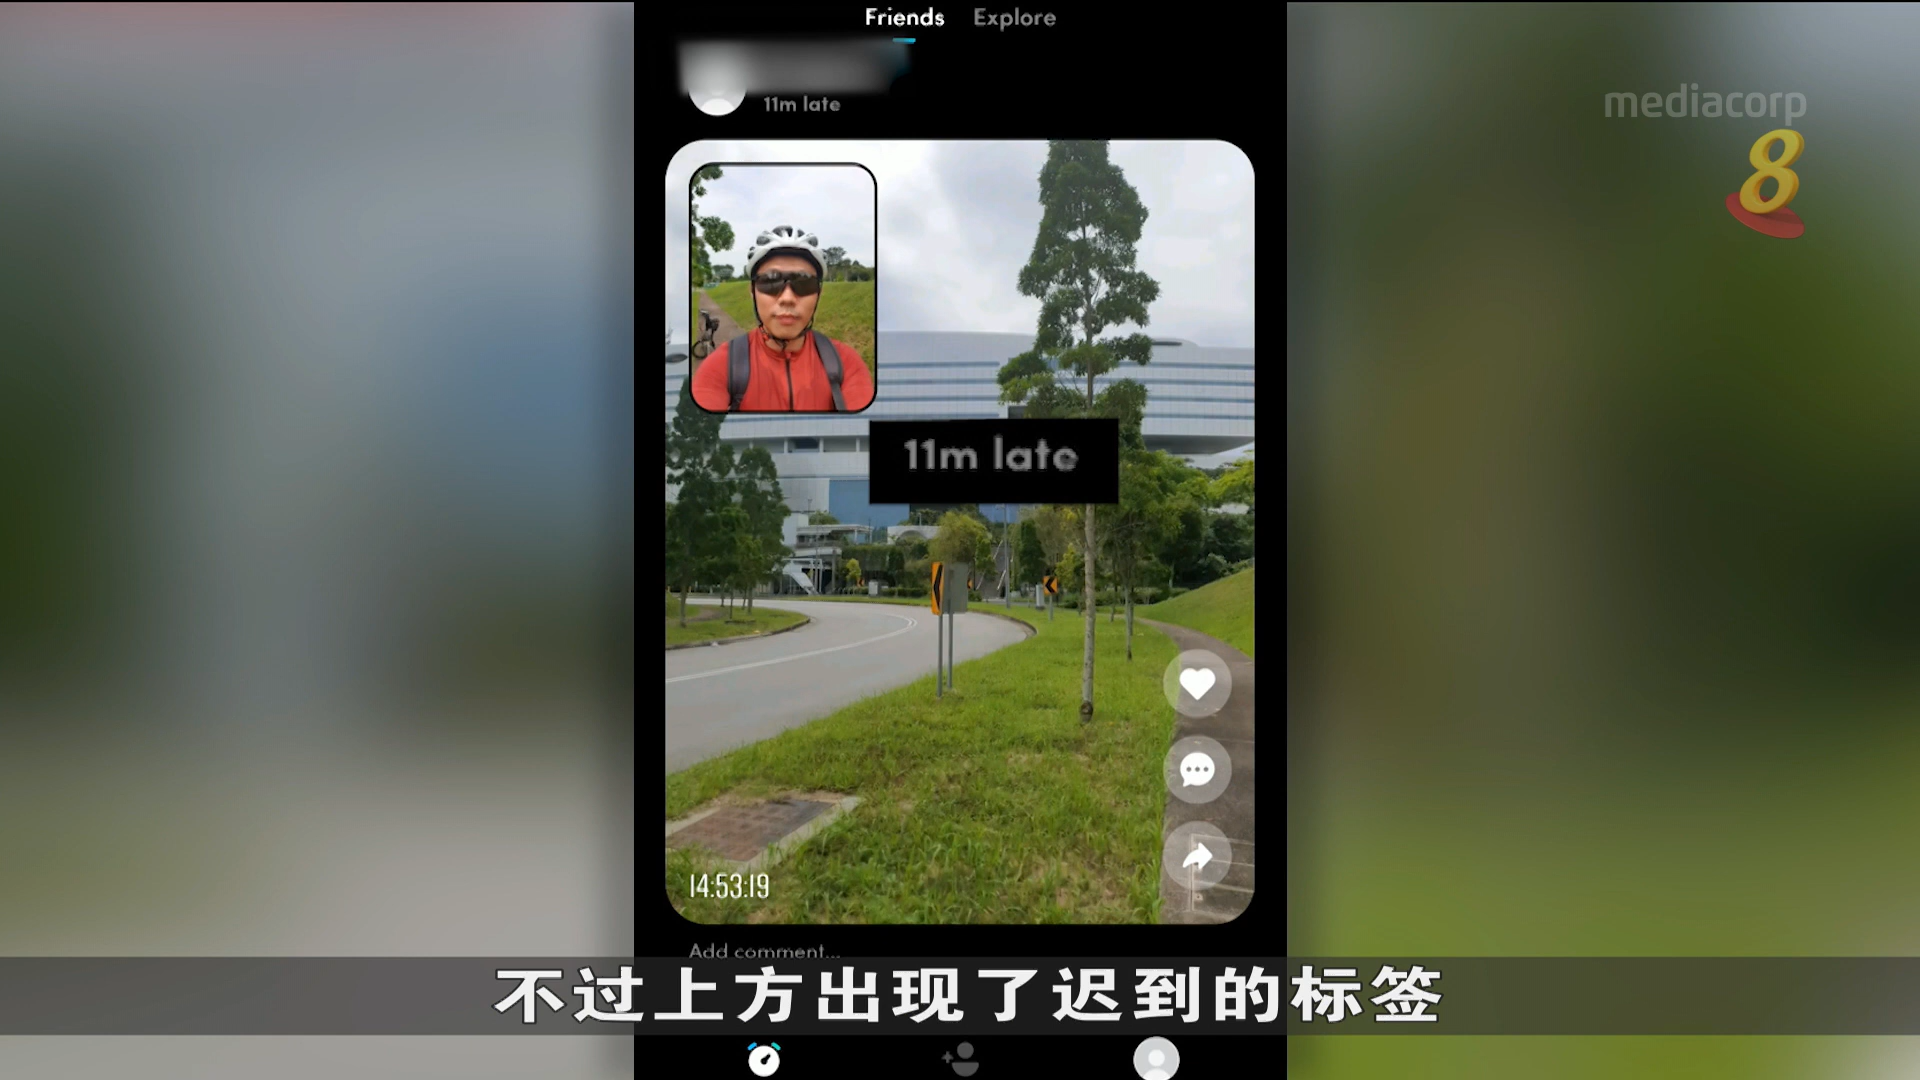 Friends Explore
11m late
mediacorp
8
11m late
14:53:19
Add comment...
不过上方出现了迟到的标签